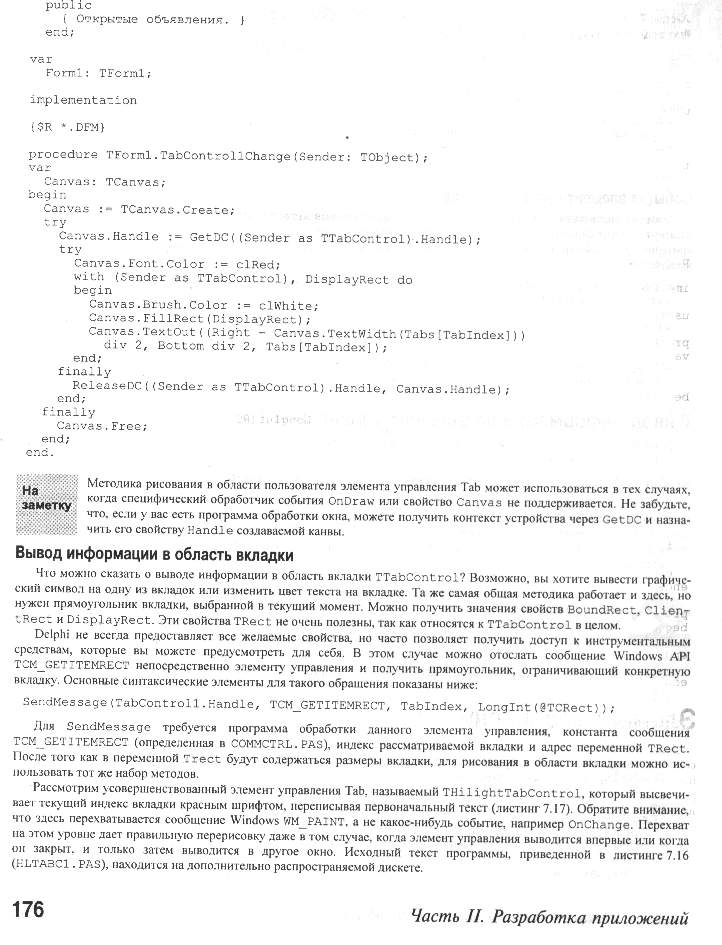 public
{ Открытые объявления. }
end;
var
Form1: TForm1;
implementation
{$R *.DFM}
procedure TForm1.TabControl1Change(Sender: TObject);
var
Canvas: TCanvas;
begin
Canvas := TCanvas.Create;
try
Canvas.Handle := GetDC((Sender as TTabControl).Handle);
try
Canvas.Font.Color := clRed;
with (Sender as TTabControl), DisplayRect do
begin
Canvas.Brush.Color := clWhite;
Canvas.FillRect(DisplayRect);
Canvas.TextOut((Right - Canvas.TextWidth(Tabs[TabIndex]))
div 2, Bottom div 2, Tabs[TabIndex]);
end;
finally
ReleaseDC((Sender as TTabControl).Handle, Canvas.Handle);
end;
finally
Canvas.Free;
end;
end.
На
заметку
Методика рисования в области пользователя элемента управления Tab может использоваться в тех случаях,
когда специфический обработчик события OnDraw или свойство Canvas не поддерживается. Не забудьте,
что, если у вас есть программа обработки окна, можете получить контекст устройства через GetDC и назна-
чить его свойству Handle создаваемой канвы.
Вывод информации в область вкладки
Что можно сказать о выводе информации в область вкладки TTabControl? Возможно, вы хотите вывести графиче-
ский символ на одну из вкладок или изменить цвет текста на вкладке. Та же самая общая методика работает и здесь, но
нужен прямоугольник вкладки, выбранной в текущий момент. Можно получить значения свойств BoundRect, Clien-
tRect и DisplayRect. Эти свойства TRect не очень полезны, так как относятся к TTabControl в целом.
Delphi не всегда предоставляет все желаемые свойства, но часто позволяет получить доступ к инструментальным
средствам, которые вы можете предусмотреть для себя. В этом случае можно отослать сообщение Windows API
TCM_GETITEMRECT непосредственно элементу управления и получить прямоугольник, ограничивающий конкретную
вкладку. Основные синтаксические элементы для такого обращения показаны ниже:
SendMessage(TabControl1.Handle, TCM_GETITEMRECT, TabIndex, LongInt(@TCRect));
Для SendMessage требуется программа обработки данного элемента управления, константа сообщения
TCM_GETITEMRECT (определенная в COMMCTRL.PAS), индекс рассматриваемой вкладки и адрес переменной TRect.
После того как в переменной Trect будут содержаться размеры вкладки, для рисования в области вкладки можно ис-
пользовать тот же набор методов.
Рассмотрим усовершенствованный элемент управления Tab, называемый THilightTabControl, который высвечи-
вает текущий индекс вкладки красным шрифтом, переписывая первоначальный текст (листинг 7.17). Обратите внимание,
что здесь перехватывается сообщение Windows WM_PAINT, а не какое-нибудь событие, например OnChange. Перехват
на этом уровне дает правильную перерисовку даже в том случае, когда элемент управления выводится впервые или когда
он закрыт, и только затем выводится в другое окно. Исходный текст программы, приведенной в листинге 7.16
(HLTABC1.PAS), находится на дополнительно распространяемой дискете.
176
Часть II. Разработка приложений